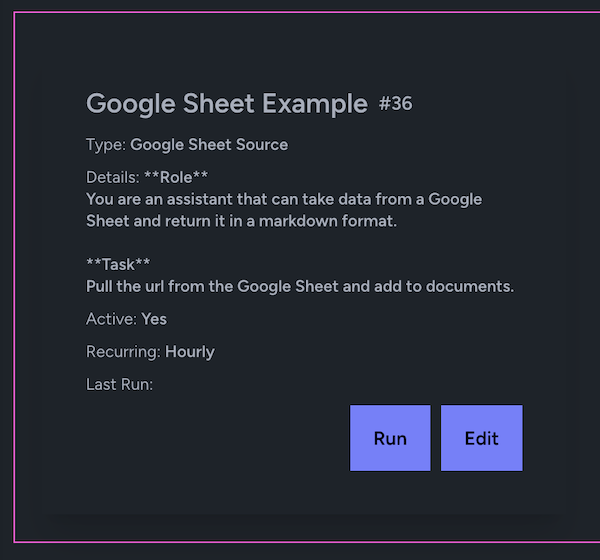 Google Sheet Example #36
Type: Google Sheet Source
Details: **Role**
You are an assistant that can take data from a Google
Sheet and return it in a markdown format.
**Task**
Pull the url from the Google Sheet and add to documents.
Active: Yes
Recurring: Hourly
Last Run:
Run Edit